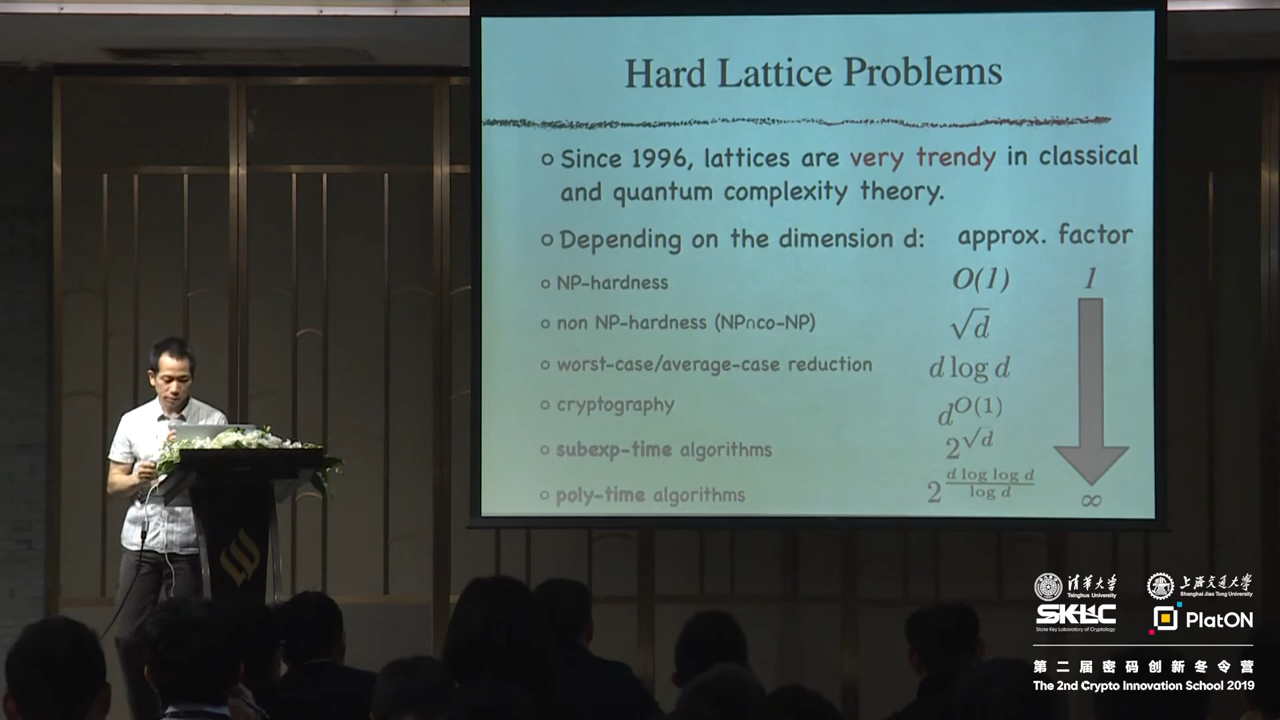 Hard Lattice Problems
○ Since 1996, lattices are very trendy in classical
and quantum complexity theory.
○ Depending on the dimension d: approx. factor
○ NP-hardness O(1) 1
○ non NP-hardness (NP∩co-NP) √d
○ worst-case/average-case reduction d log d
○ cryptography d^O(1)
○ subexp-time algorithms 2^√d
○ poly-time algorithms 2^(d log log d / log d) ∞
清华大学 上海交通大学
Tsinghua University Shanghai Jiao Tong University
SKLC PlatON
State Key Laboratory of Cryptology
第二届密码创新冬令营
The 2nd Crypto Innovation School 2019